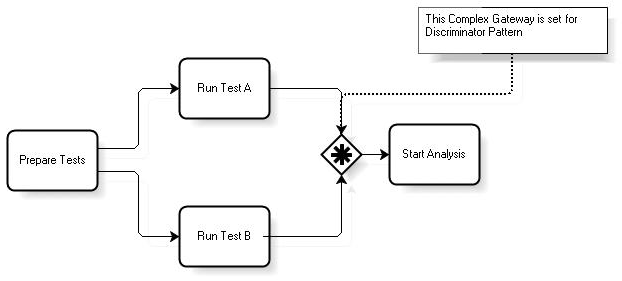 This Complex Gateway is set for
Discriminator Pattern
Run Test A
Prepare Tests
Start Analysis
Run Test B